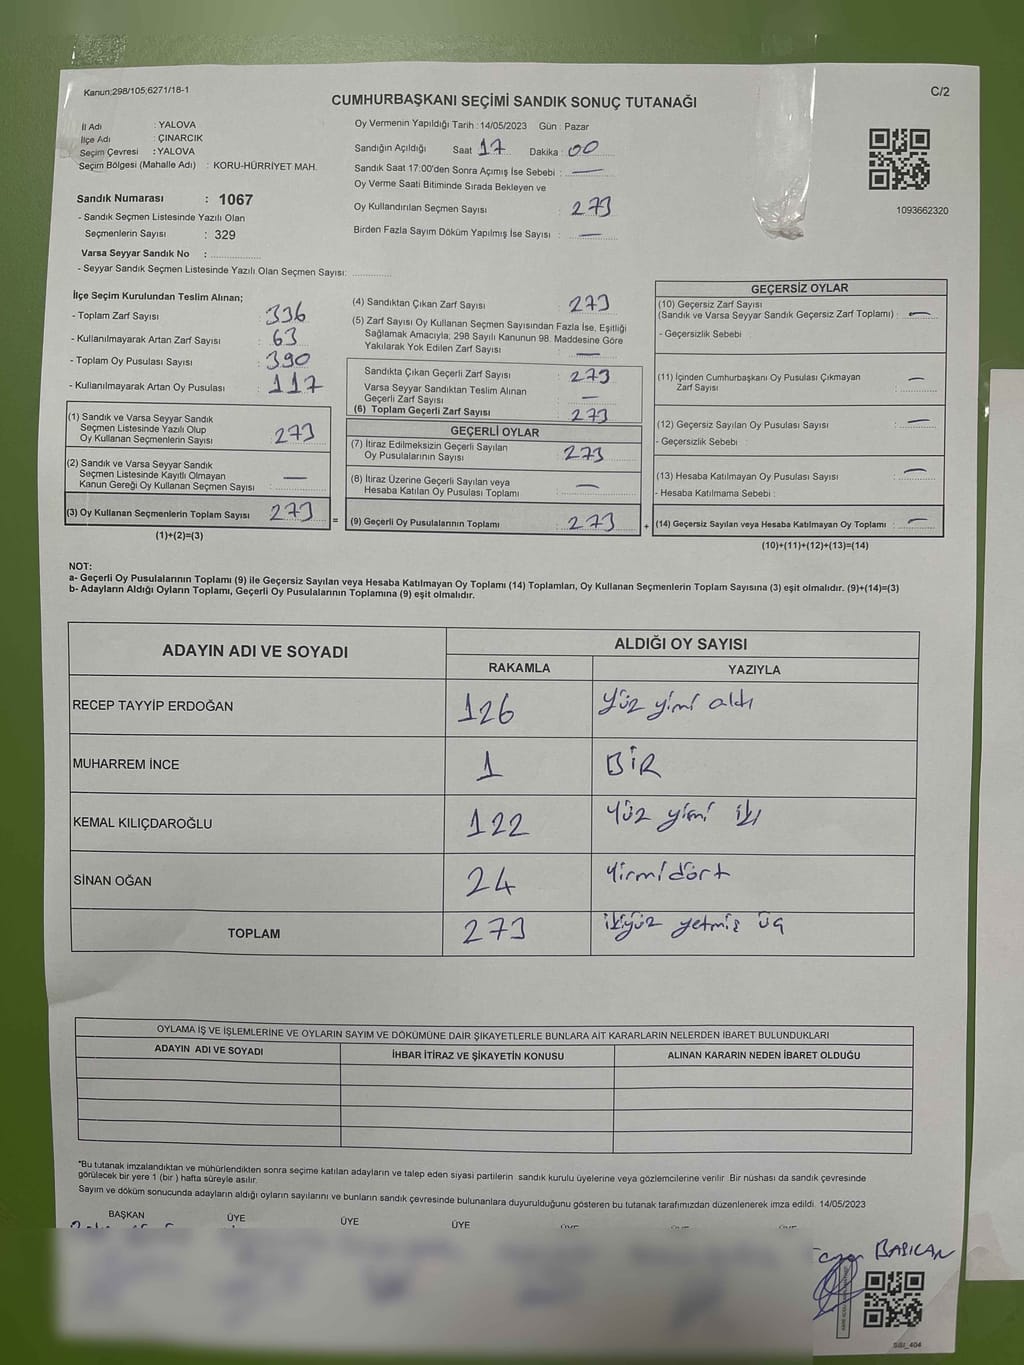 Kanun;298/105;6271/18-1
C/2
CUMHURBAŞKANI SEÇİMİ SANDIK SONUÇ TUTANAĞI
İl Adı : YALOVA
İlçe Adı : ÇINARCIK
Seçim Çevresi : YALOVA
Seçim Bölgesi (Mahalle Adı) : KORU-HÜRRİYET MAH.
Oy Vermenin Yapıldığı Tarih : 14/05/2023 Gün : Pazar
Sandığın Açıldığı Saat 17 Dakika : 00
Sandık Saat 17:00'den Sonra Açımış İse Sebebi : —
Oy Verme Saati Bitiminde Sırada Bekleyen ve
Oy Kullandırılan Seçmen Sayısı : 273
Birden Fazla Sayım Döküm Yapılmış İse Sayısı : —
1093662320
Sandık Numarası : 1067
- Sandık Seçmen Listesinde Yazılı Olan
Seçmenlerin Sayısı : 329
Varsa Seyyar Sandık No :
- Seyyar Sandık Seçmen Listesinde Yazılı Olan Seçmen Sayısı:
İlçe Seçim Kurulundan Teslim Alınan;
- Toplam Zarf Sayısı : 336
- Kullanılmayarak Artan Zarf Sayısı : 63
- Toplam Oy Pusulası Sayısı : 390
- Kullanılmayarak Artan Oy Pusulası : 117
(1) Sandık ve Varsa Seyyar Sandık
Seçmen Listesinde Yazılı Olup
Oy Kullanan Seçmenlerin Sayısı : 273
(2) Sandık ve Varsa Seyyar Sandık
Seçmen Listesinde Kayıtlı Olmayan
Kanun Gereği Oy Kullanan Seçmen Sayısı : —
(3) Oy Kullanan Seçmenlerin Toplam Sayısı 273
(1)+(2)=(3)
(4) Sandıktan Çıkan Zarf Sayısı : 273
(5) Zarf Sayısı Oy Kullanan Seçmen Sayısından Fazla İse, Eşitliği
Sağlamak Amacıyla, 298 Sayılı Kanunun 98. Maddesine Göre
Yakılarak Yok Edilen Zarf Sayısı : —
Sandıkta Çıkan Geçerli Zarf Sayısı : 273
Varsa Seyyar Sandıktan Teslim Alınan
Geçerli Zarf Sayısı : —
(6) Toplam Geçerli Zarf Sayısı : 273
GEÇERLİ OYLAR
(7) İtiraz Edilmeksizin Geçerli Sayılan
Oy Pusulalarının Sayısı : 273
(8) İtiraz Üzerine Geçerli Sayılan veya
Hesaba Katılan Oy Pusulası Toplamı : —
= (9) Geçerli Oy Pusulalarının Toplamı : 273 +
GEÇERSİZ OYLAR
(10) Geçersiz Zarf Sayısı
(Sandık ve Varsa Seyyar Sandık Geçersiz Zarf Toplamı) : —
- Geçersizlik Sebebi :
(11) İçinden Cumhurbaşkanı Oy Pusulası Çıkmayan
Zarf Sayısı : —
(12) Geçersiz Sayılan Oy Pusulası Sayısı : —
- Geçersizlik Sebebi :
(13) Hesaba Katılmayan Oy Pusulası Sayısı : —
- Hesaba Katılmama Sebebi :
(14) Geçersiz Sayılan veya Hesaba Katılmayan Oy Toplamı : —
(10)+(11)+(12)+(13)=(14)
NOT:
a- Geçerli Oy Pusulalarının Toplamı (9) ile Geçersiz Sayılan veya Hesaba Katılmayan Oy Toplamı (14) Toplamları, Oy Kullanan Seçmenlerin Toplam Sayısına (3) eşit olmalıdır. (9)+(14)=(3)
b- Adayların Aldığı Oyların Toplamı, Geçerli Oy Pusulalarının Toplamına (9) eşit olmalıdır.
ADAYIN ADI VE SOYADI ALDIĞI OY SAYISI
RAKAMLA YAZIYLA
RECEP TAYYİP ERDOĞAN 126 yüz yimi altı
MUHARREM İNCE 1 BİR
KEMAL KILIÇDAROĞLU 122 yüz yimi iki
SİNAN OĞAN 24 Yirmidört
TOPLAM 273 ikiyüz yetmiş üç
OYLAMA İŞ VE İŞLEMLERİNE VE OYLARIN SAYIM VE DÖKÜMÜNE DAİR ŞİKAYETLERLE BUNLARA AİT KARARLARIN NELERDEN İBARET BULUNDUKLARI
ADAYIN ADI VE SOYADI İHBAR İTİRAZ VE ŞİKAYETİN KONUSU ALINAN KARARIN NEDEN İBARET OLDUĞU
"Bu tutanak imzalandıktan ve mühürlendikten sonra seçime katılan adayların ve talep eden siyasi partilerin sandık kurulu üyelerine veya gözlemcilerine verilir. Bir nüshası da sandık çevresinde
görülecek bir yere 1 (bir ) hafta süreyle asılır.
Sayım ve döküm sonucunda adayların aldığı oyların sayılarını ve bunların sandık çevresinde bulunanlara duyurulduğunu gösteren bu tutanak tarafımızdan düzenlenerek imza edildi. 14/05/2023
BAŞKAN ÜYE ÜYE ÜYE ÜYE ÜYE
BAŞKAN
SSI_404